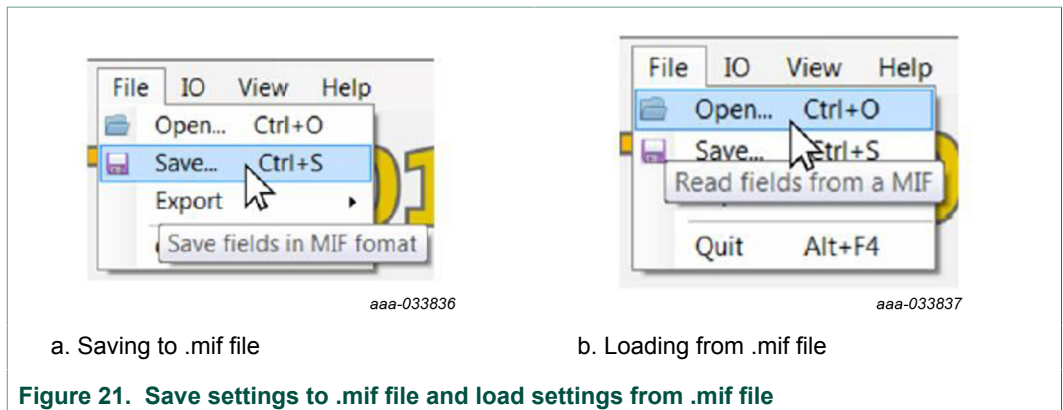 File IO View Help
Open... Ctrl+O
Save... Ctrl+S
Export
Save fields in MIF fomat
aaa-033836
a. Saving to .mif file
File IO View Help
Open... Ctrl+O
Save... Ctrl+S
Read fields from a MIF
Quit Alt+F4
aaa-033837
b. Loading from .mif file
Figure 21. Save settings to .mif file and load settings from .mif file